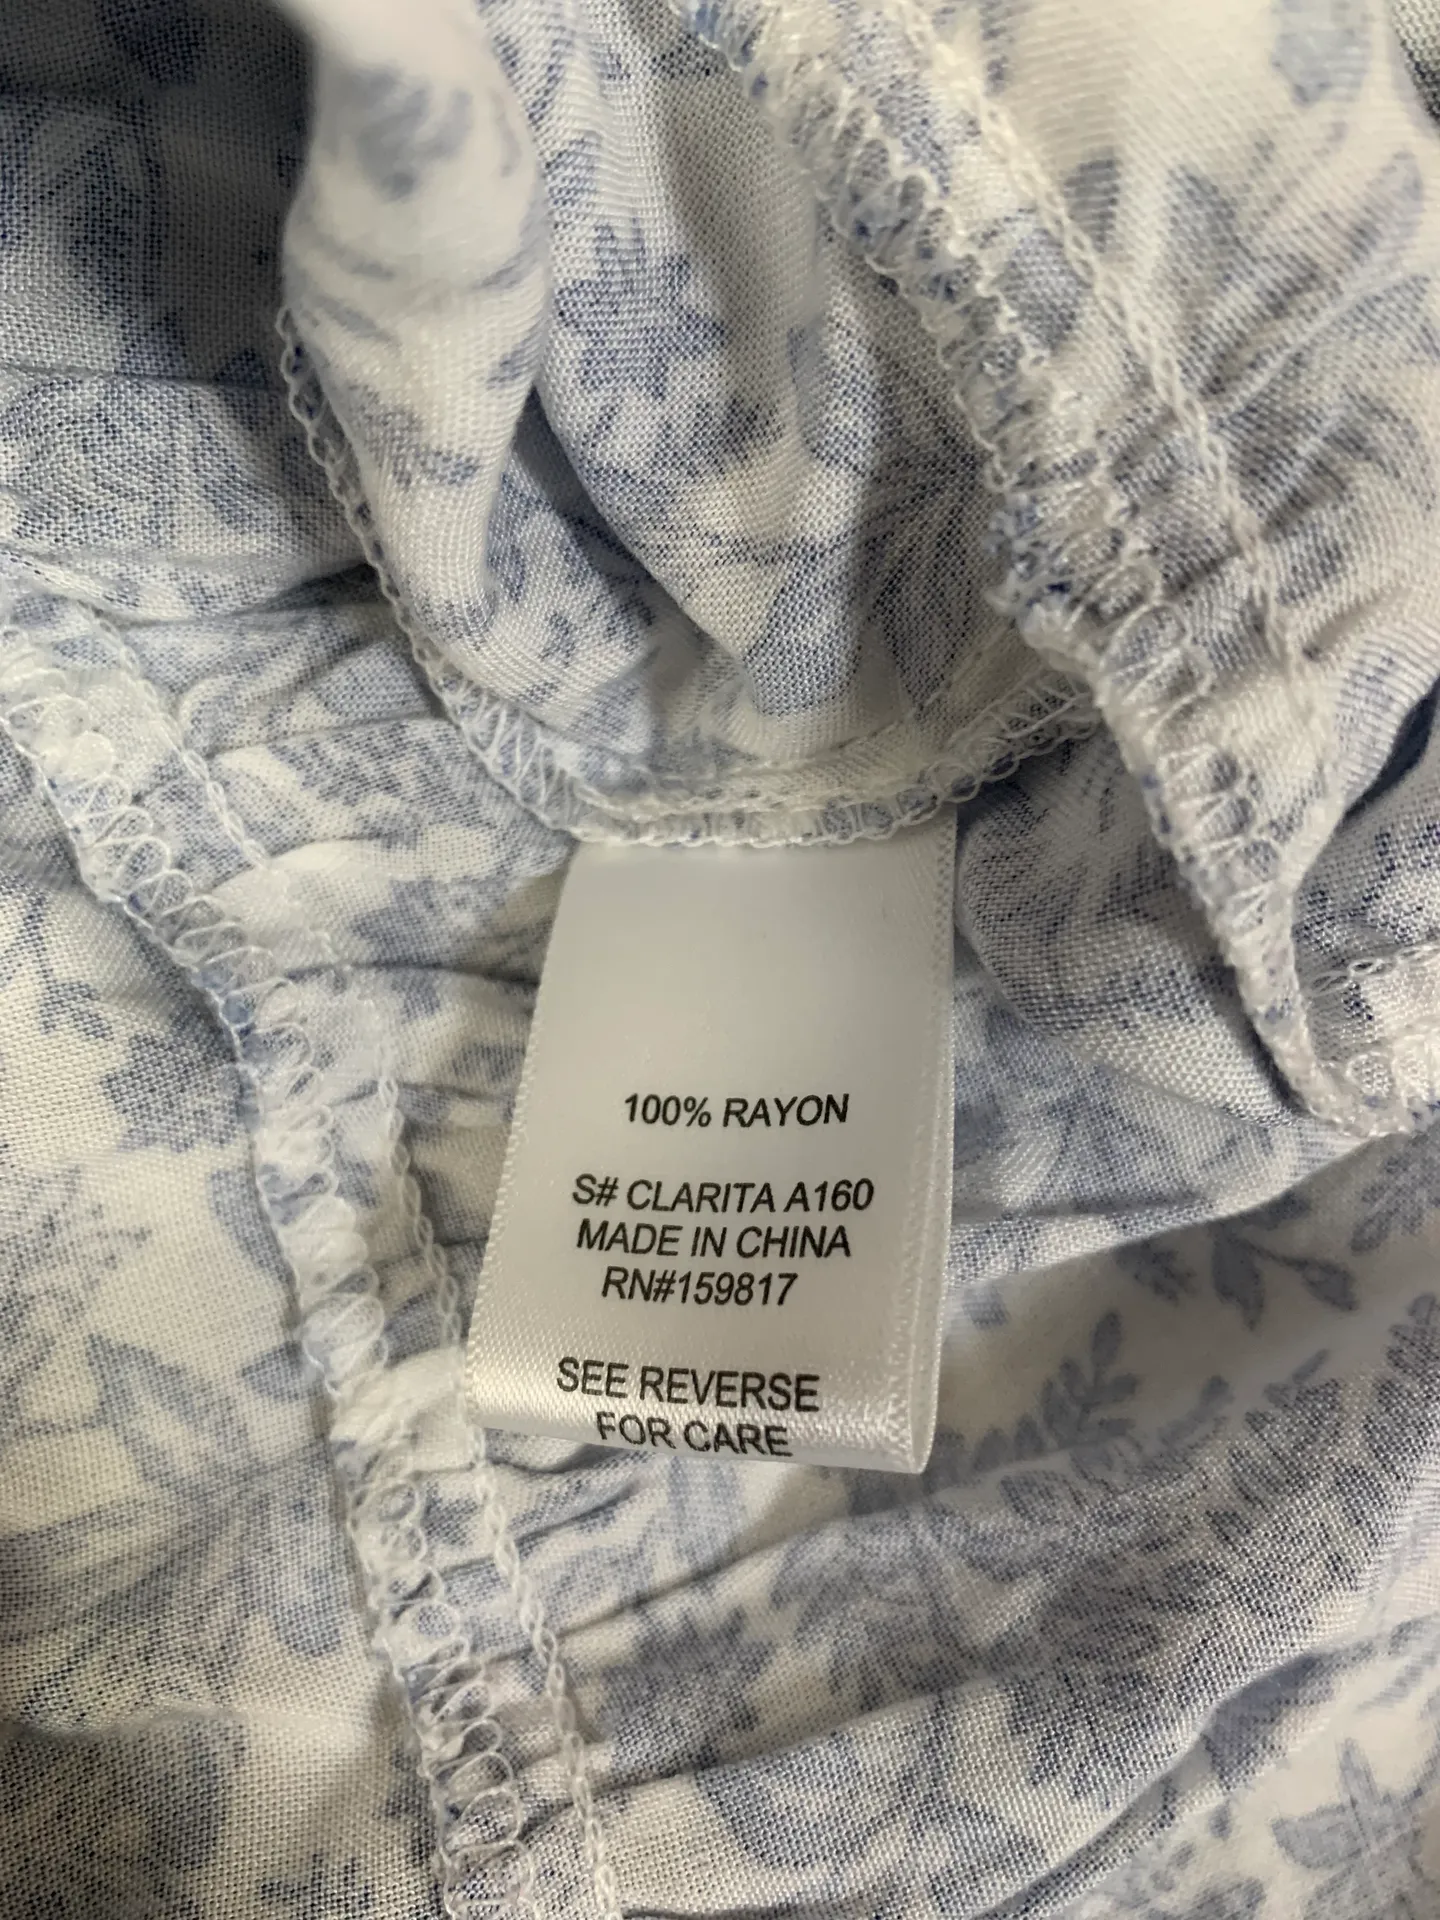 100% RAYON
S# CLARITA A160
MADE IN CHINA
RN#159817
SEE REVERSE
FOR CARE